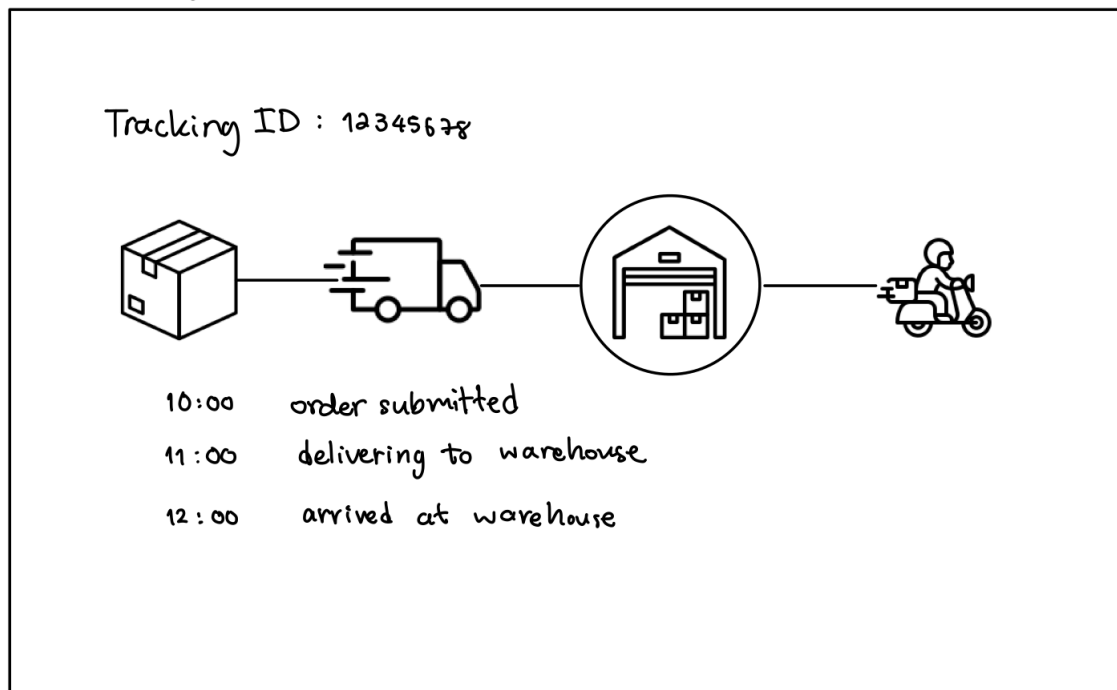 Tracking ID : 12345678
10:00 order submitted
11:00 delivering to warehouse
12:00 arrived at warehouse